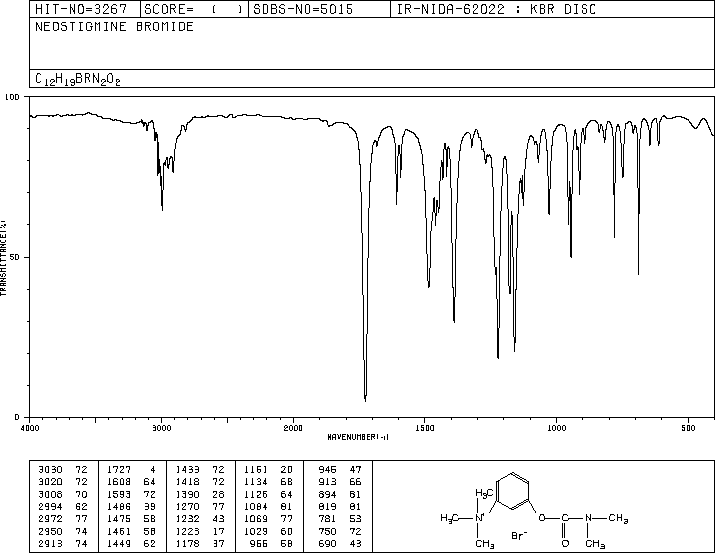 HIT-NO=3267 SCORE= ( ) SDBS-NO=5015 IR-NIDA-62022 : KBR DISC
NEOSTIGMINE BROMIDE
C12H19BRN2O2
100
50
0
TRANSMITTANCE(%)
4000 3000 2000 1500 1000 500
WAVENUMBER(-1)
3030 72 1727 4 1433 72 1161 20 946 47
3020 72 1608 64 1418 72 1134 68 913 66
3008 70 1593 72 1390 28 1126 64 894 81
2994 62 1486 39 1270 77 1084 81 819 81
2972 77 1475 58 1232 43 1069 77 781 53
2950 74 1461 58 1223 17 1029 60 750 72
2913 74 1449 62 1178 37 956 58 690 43
H3C
H3C N+ O C N CH3
CH3 Br- O CH3